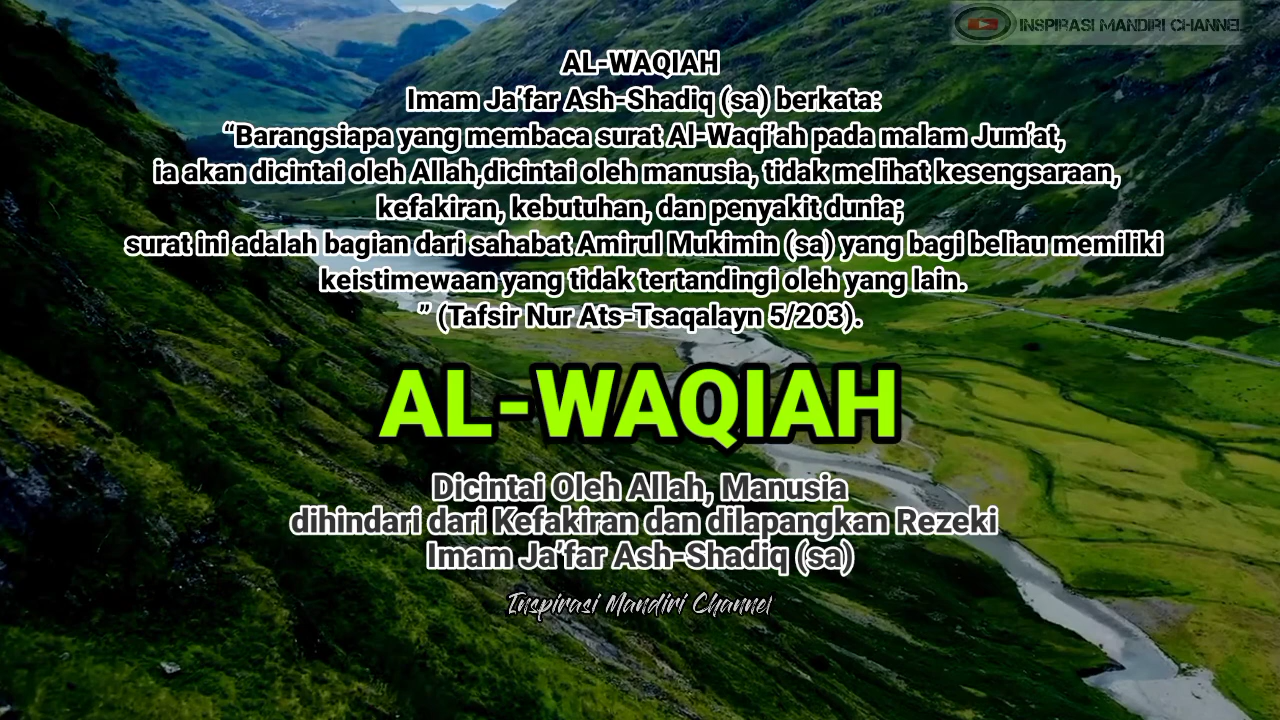 INSPIRASI MANDIRI CHANNEL
AL-WAQIAH
Imam Ja'far Ash-Shadiq (sa) berkata:
“Barangsiapa yang membaca surat Al-Waqi’ah pada malam Jum’at,
ia akan dicintai oleh Allah,dicintai oleh manusia, tidak melihat kesengsaraan,
kefakiran, kebutuhan, dan penyakit dunia;
surat ini adalah bagian dari sahabat Amirul Mukimin (sa) yang bagi beliau memiliki
keistimewaan yang tidak tertandingi oleh yang lain.
” (Tafsir Nur Ats-Tsaqalayn 5/203).
AL-WAQIAH
Dicintai Oleh Allah, Manusia
dihindari dari Kefakiran dan dilapangkan Rezeki
Imam Ja'far Ash-Shadiq (sa)
Inspirasi Mandiri Channel